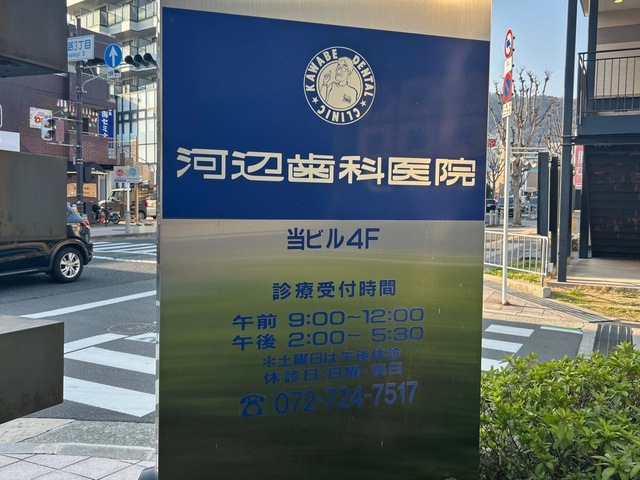 KAWABE DENTAL CLINIC
河辺歯科医院
当ビル4F
診療受付時間
午前 9:00~12:00
午後 2:00~ 5:30
*土曜日は午後休診
休診日:日曜・祭日
☎ 072-724-7517